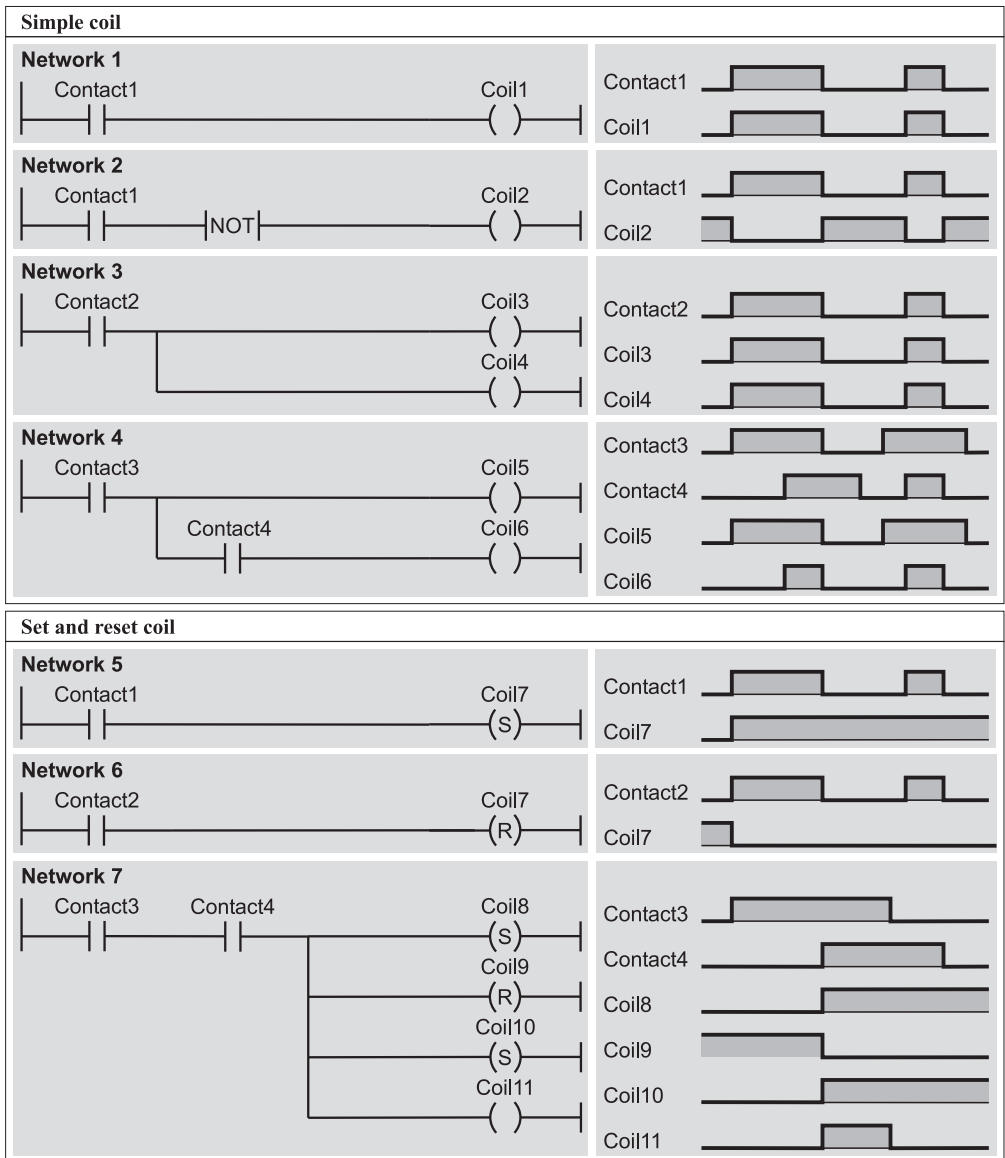 Simple coil
Network 1
Contact1 Coil1
Contact1
Coil1
Network 2
Contact1 Coil2
NOT
Contact1
Coil2
Network 3
Contact2 Coil3
Coil4
Contact2
Coil3
Coil4
Network 4
Contact3 Coil5
Contact4 Coil6
Contact3
Contact4
Coil5
Coil6
Set and reset coil
Network 5
Contact1 Coil7
S
Contact1
Coil7
Network 6
Contact2 Coil7
R
Contact2
Coil7
Network 7
Contact3 Contact4 Coil8
S
Coil9
R
Coil10
S
Coil11
Contact3
Contact4
Coil8
Coil9
Coil10
Coil11